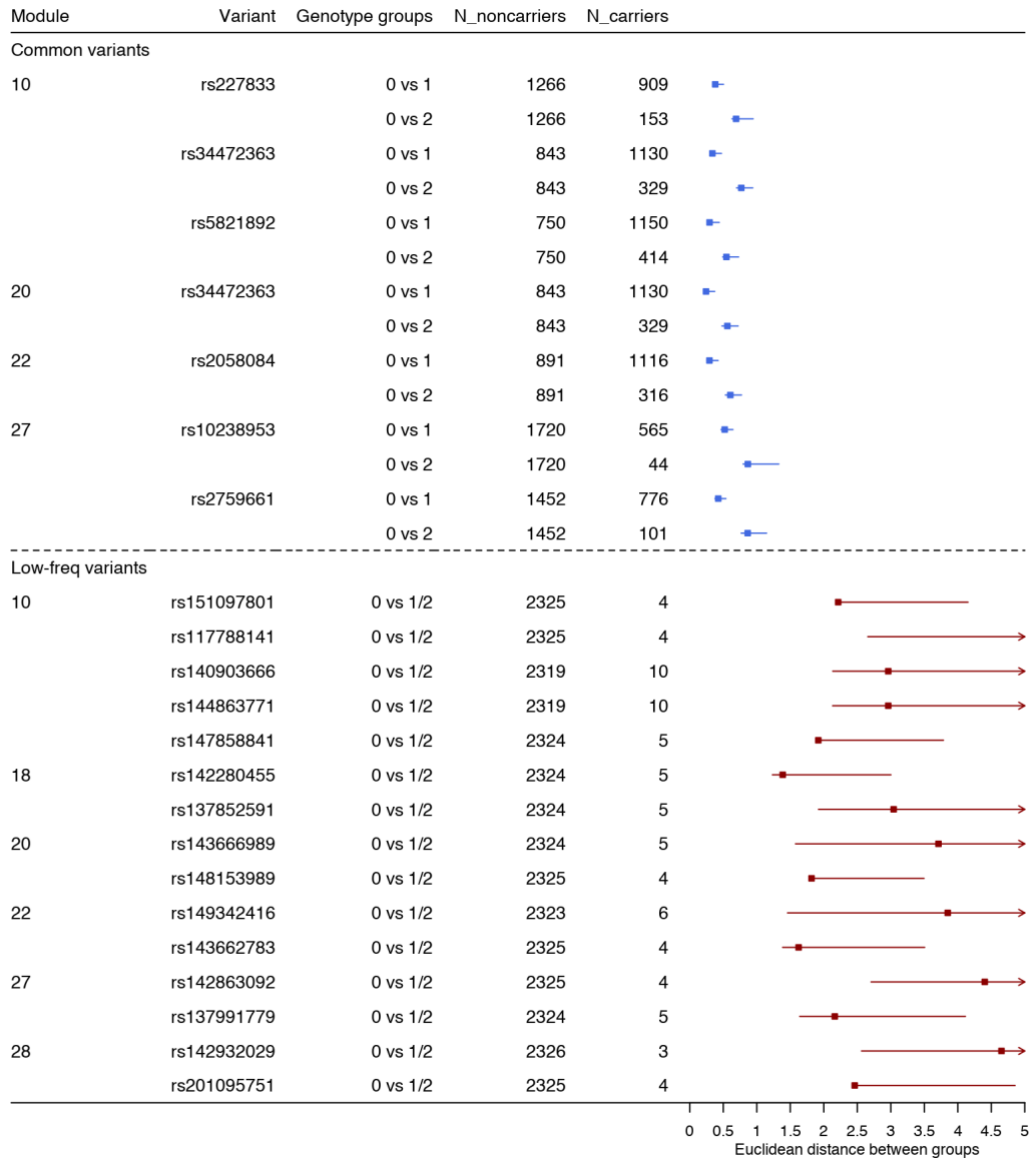 Module Variant Genotype groups N_noncarriers N_carriers
Common variants
10 rs227833 0 vs 1 1266 909
0 vs 2 1266 153
rs34472363 0 vs 1 843 1130
0 vs 2 843 329
rs5821892 0 vs 1 750 1150
0 vs 2 750 414
20 rs34472363 0 vs 1 843 1130
0 vs 2 843 329
22 rs2058084 0 vs 1 891 1116
0 vs 2 891 316
27 rs10238953 0 vs 1 1720 565
0 vs 2 1720 44
rs2759661 0 vs 1 1452 776
0 vs 2 1452 101
Low-freq variants
10 rs151097801 0 vs 1/2 2325 4
rs117788141 0 vs 1/2 2325 4
rs140903666 0 vs 1/2 2319 10
rs144863771 0 vs 1/2 2319 10
rs147858841 0 vs 1/2 2324 5
18 rs142280455 0 vs 1/2 2324 5
rs137852591 0 vs 1/2 2324 5
20 rs143666989 0 vs 1/2 2324 5
rs148153989 0 vs 1/2 2325 4
22 rs149342416 0 vs 1/2 2323 6
rs143662783 0 vs 1/2 2325 4
27 rs142863092 0 vs 1/2 2325 4
rs137991779 0 vs 1/2 2324 5
28 rs142932029 0 vs 1/2 2326 3
rs201095751 0 vs 1/2 2325 4
0 0.5 1 1.5 2 2.5 3 3.5 4 4.5 5
Euclidean distance between groups